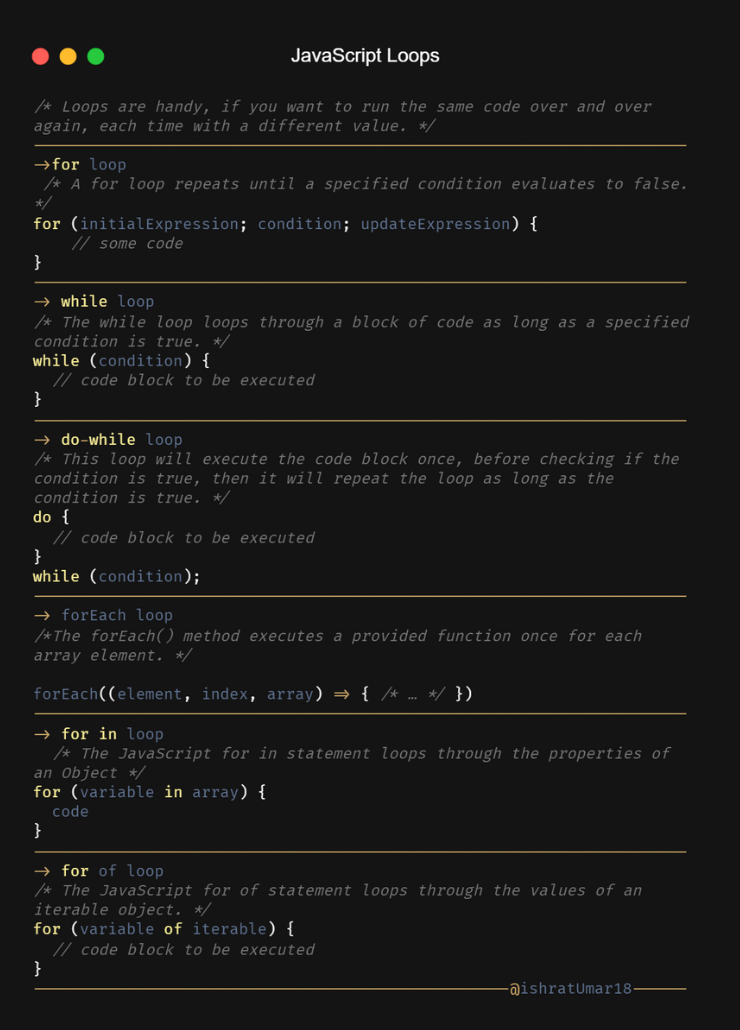 JavaScript Loops
/* Loops are handy, if you want to run the same code over and over
again, each time with a different value. */
→for loop
/* A for loop repeats until a specified condition evaluates to false.
*/
for (initialExpression; condition; updateExpression) {
// some code
}
→ while loop
/* The while loop loops through a block of code as long as a specified
condition is true. */
while (condition) {
// code block to be executed
}
→ do-while loop
/* This loop will execute the code block once, before checking if the
condition is true, then it will repeat the loop as long as the
condition is true. */
do {
// code block to be executed
}
while (condition);
→ forEach loop
/*The forEach() method executes a provided function once for each
array element. */
forEach((element, index, array) ⇒ { /* … */ })
→ for in loop
/* The JavaScript for in statement loops through the properties of
an Object */
for (variable in array) {
code
}
→ for of loop
/* The JavaScript for of statement loops through the values of an
iterable object. */
for (variable of iterable) {
// code block to be executed
}
@ishratUmar18